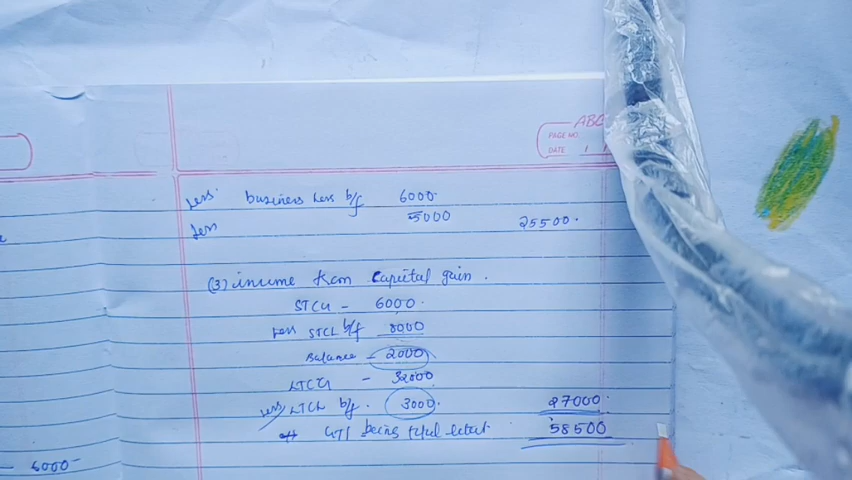 ABC
PAGE NO
DATE / /
Less business Loss b/f 6000
Less 5000 25500
(3) income from Capital gain.
STCG - 6000
Less STCL b/f 8000
Balance - 2000
LTCG - 32000
Less LTCL b/f. 3000 27000
GTI being total 58500
6000